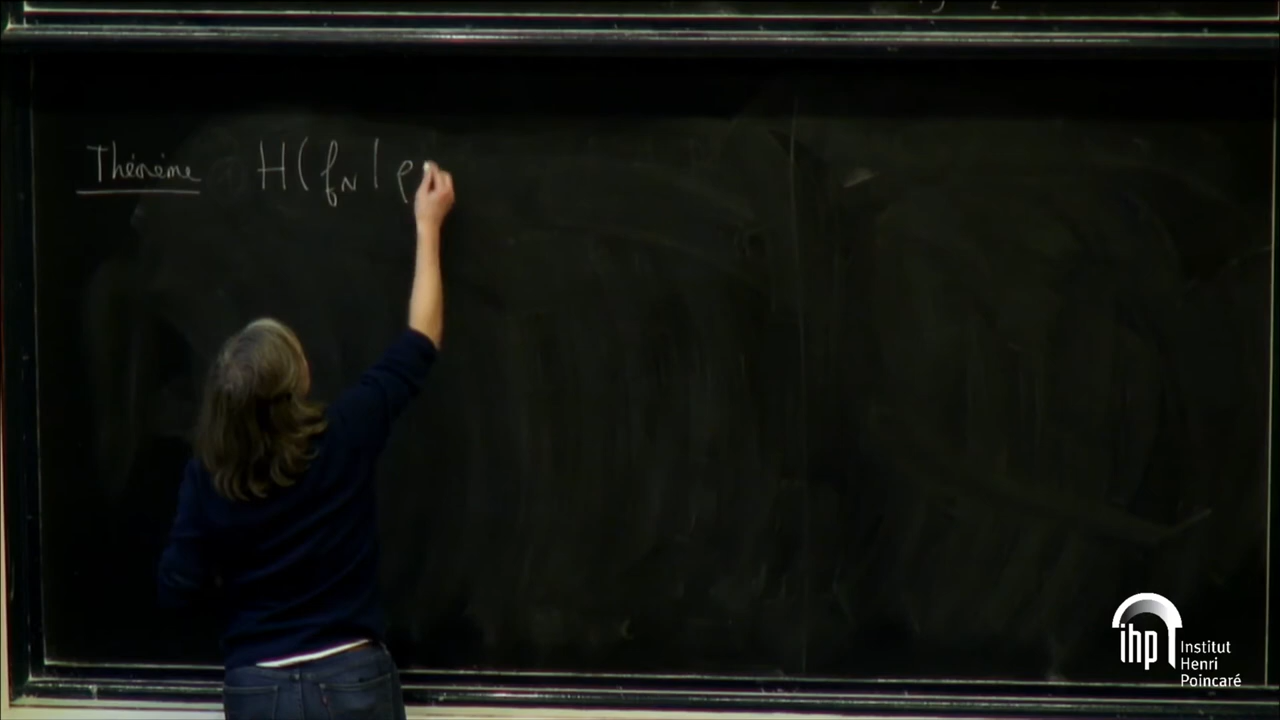 Théorème H(f_N | ρ
ihp Institut
Henri
Poincaré